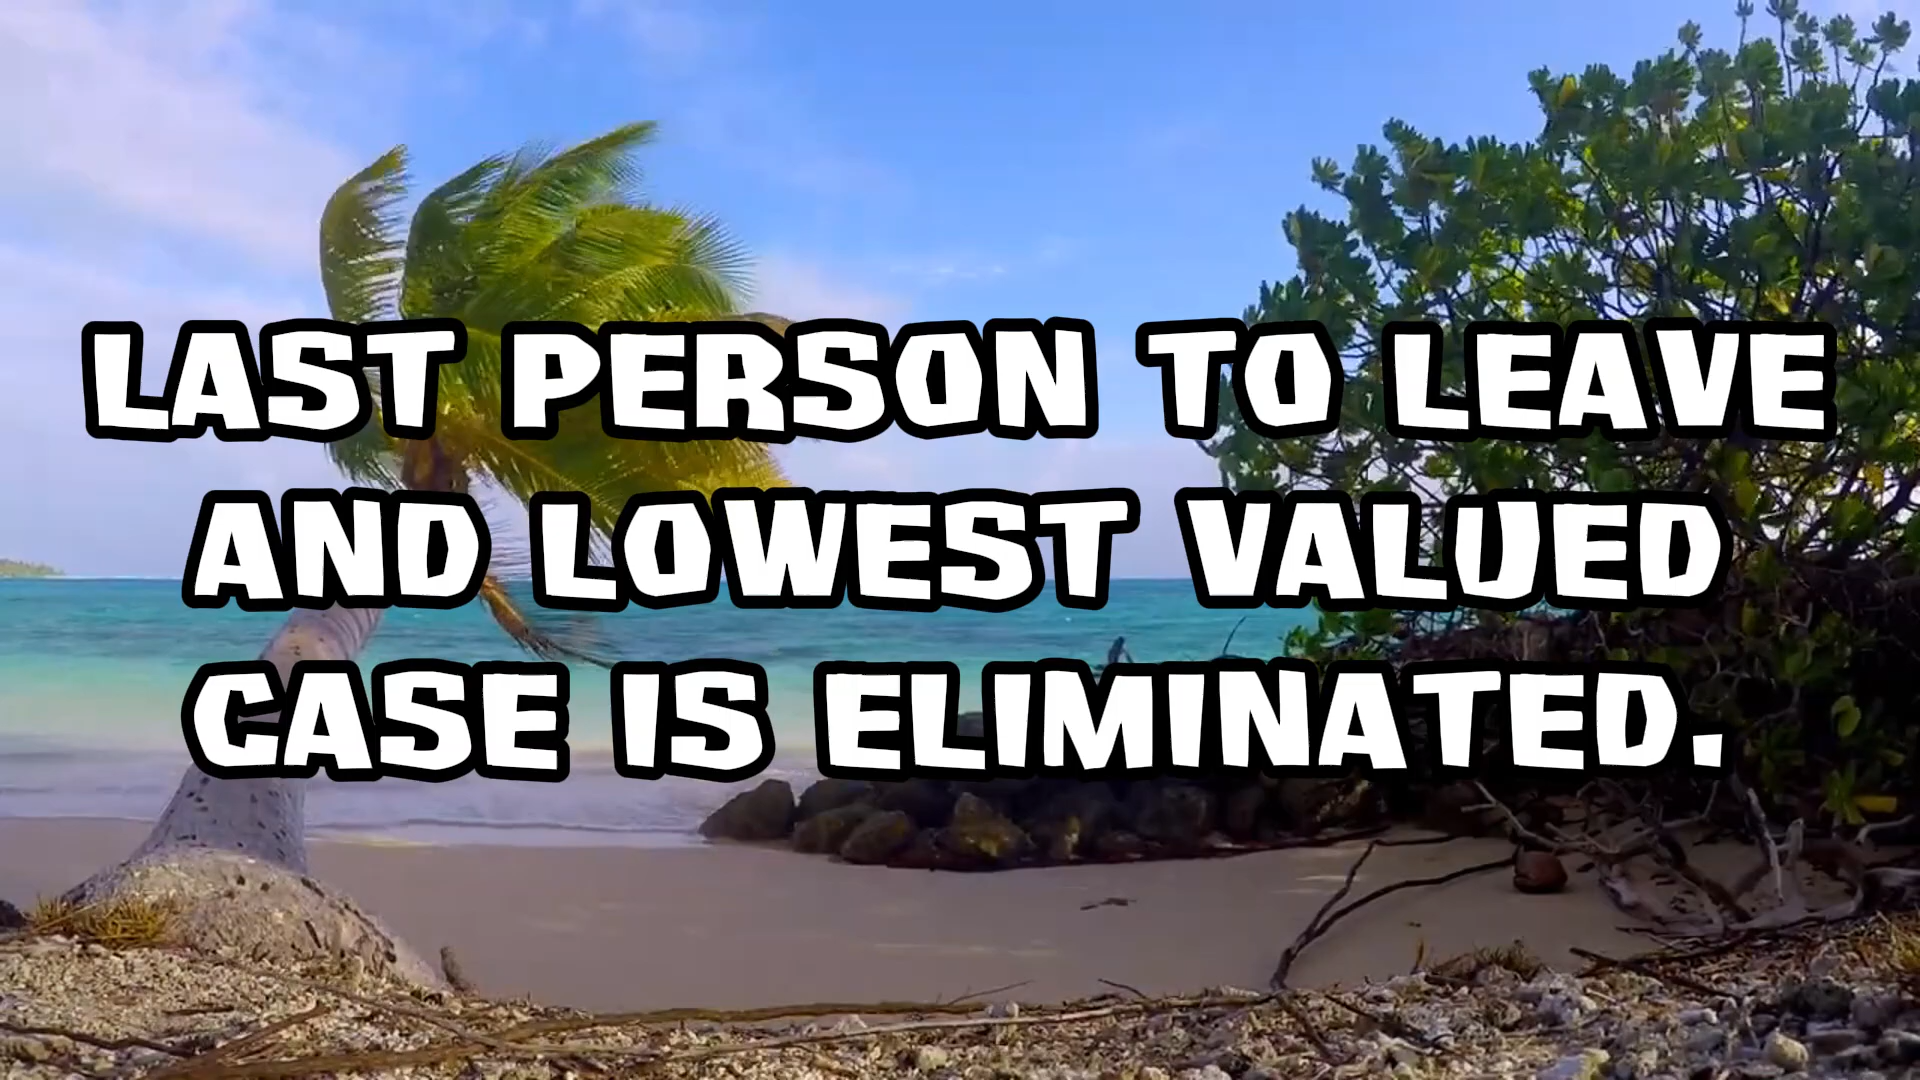 LAST PERSON TO LEAVE
AND LOWEST VALUED
CASE IS ELIMINATED.